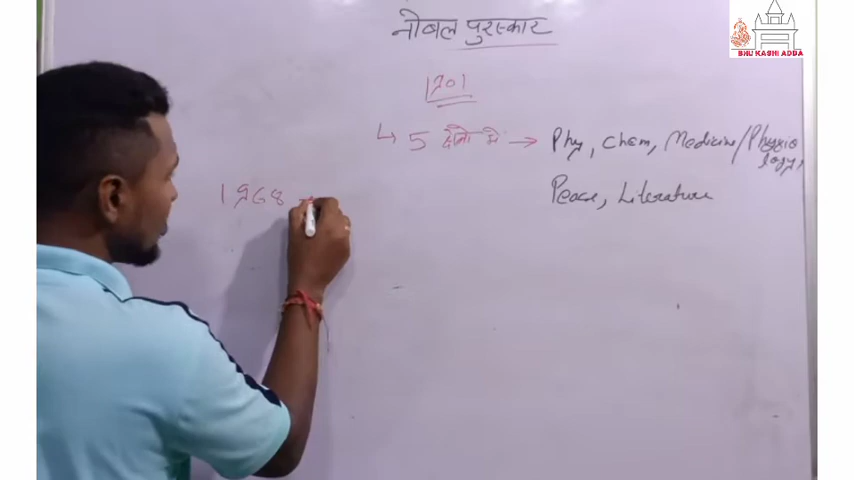 नोबल पुरस्कार
BHU KASHI ADDA
1901
↳ 5 क्षेत्रों में → Phy, Chem, Medicine/Physiology,
Peace, Literature
1968 →